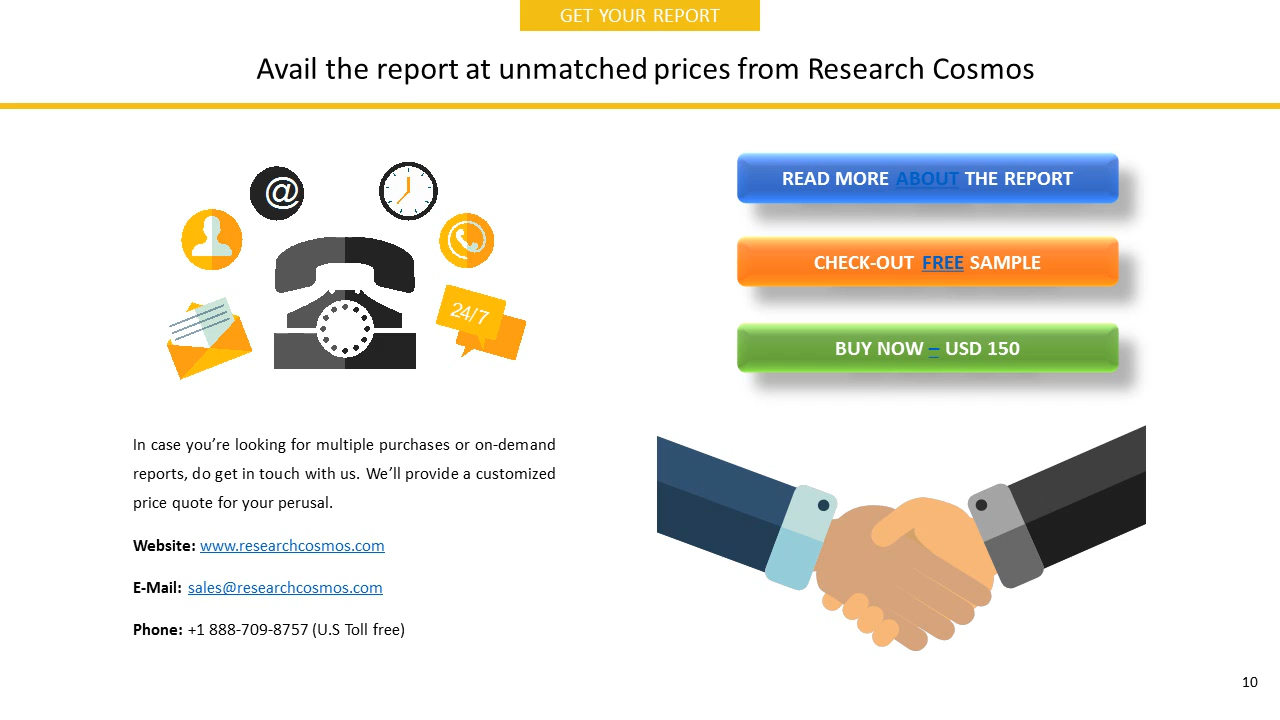 GET YOUR REPORT
Avail the report at unmatched prices from Research Cosmos
@
24/7
READ MORE ABOUT THE REPORT
CHECK-OUT FREE SAMPLE
BUY NOW – USD 150
In case you’re looking for multiple purchases or on-demand
reports, do get in touch with us. We’ll provide a customized
price quote for your perusal.
Website: www.researchcosmos.com
E-Mail: sales@researchcosmos.com
Phone: +1 888-709-8757 (U.S Toll free)
10